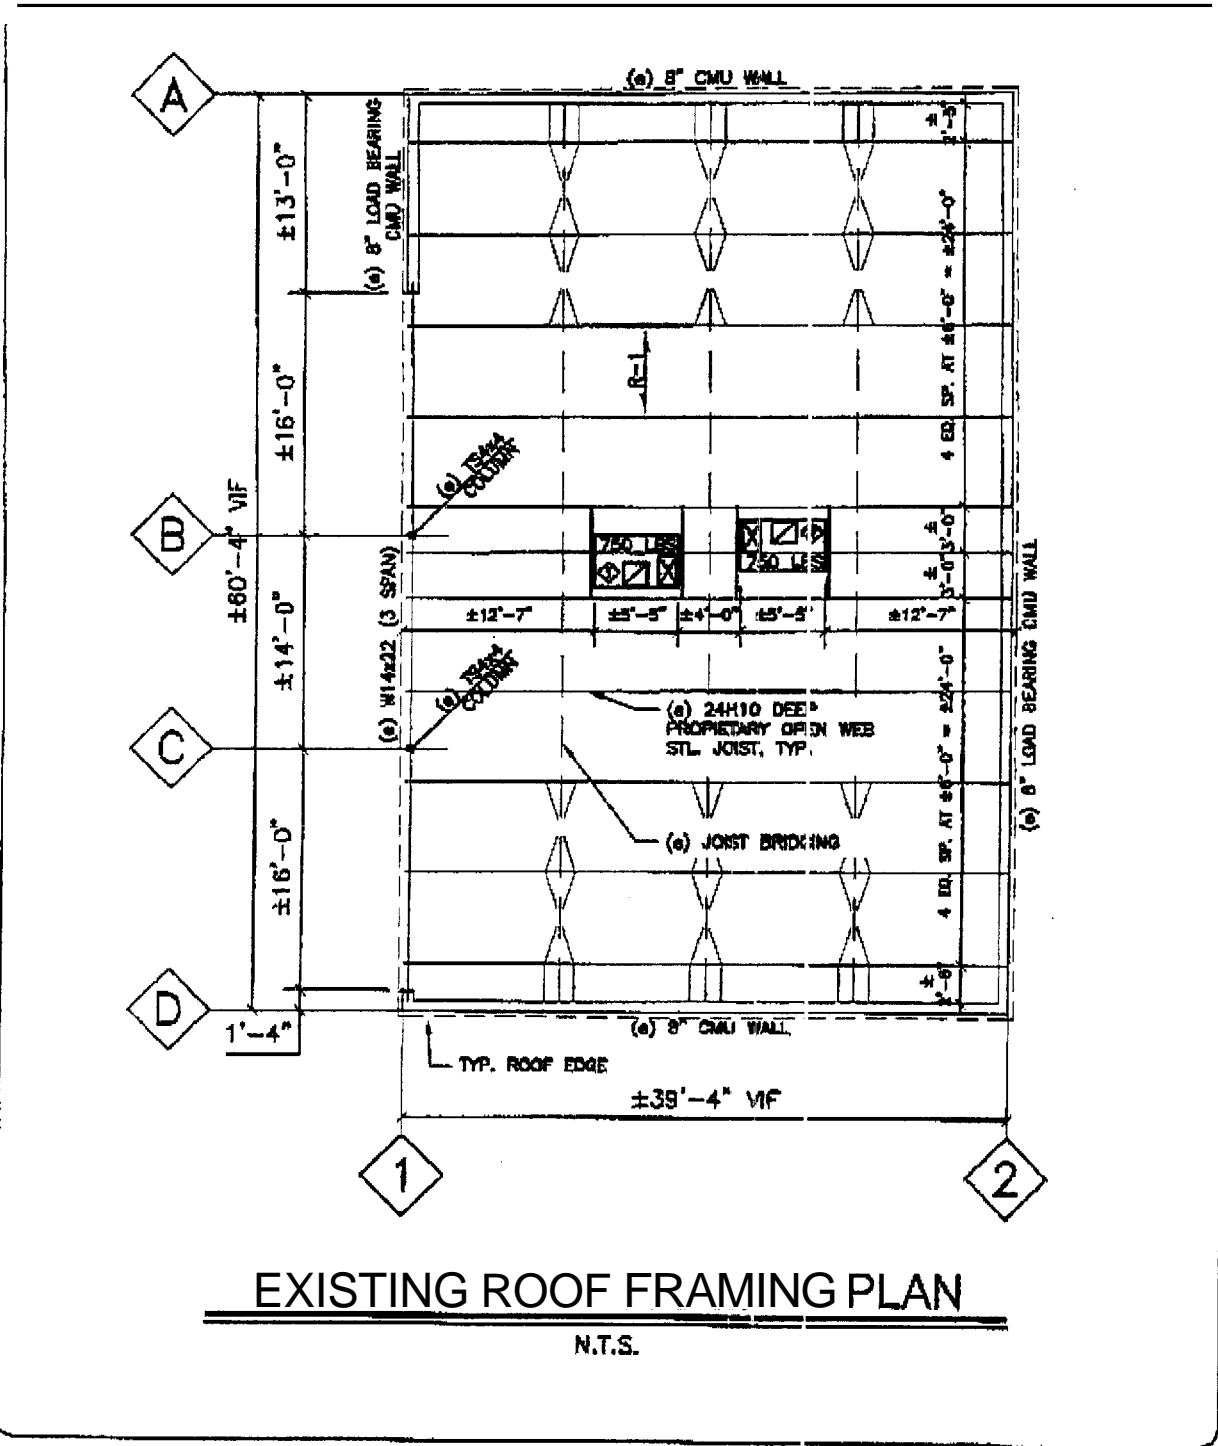 (e) 8" CMU WALL
A
±13'-0"
(e) 8" LOAD BEARING
CMU WALL
4 EQ. SP. AT ±6'-0" = ±24'-0"
R-1
±16'-0"
(e) TS4x4
COLUMN
±60'-4" VIF
B
750 LBS
750 LBS
±3'-0"
±3'-0"
±12'-7"
±5'-5"
±4'-0"
±5'-5"
±12'-7"
(e) W14x22 (3 SPAN)
±14'-0"
(e) TS4x4
COLUMN
(e) 8" LOAD BEARING CMU WALL
(e) 24H10 DEEP
PROPIETARY OPEN WEB
STL. JOIST, TYP.
C
4 EQ. SP. AT ±6'-0" = ±24'-0"
(e) JOIST BRIDGING
±16'-0"
D
1'-4"
(e) 8" CMU WALL
TYP. ROOF EDGE
±39'-4" VIF
1
2
EXISTING ROOF FRAMING PLAN
N.T.S.